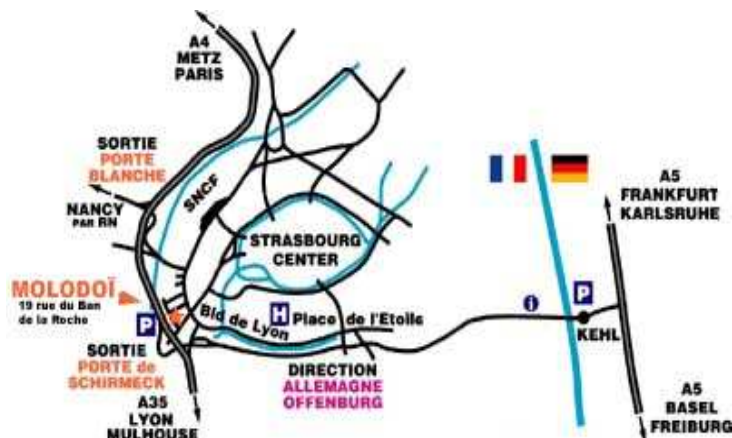 A4
METZ
PARIS
SORTIE
PORTE
BLANCHE
NANCY
PAR RN
SNCF
STRASBOURG
CENTER
A5
FRANKFURT
KARLSRUHE
MOLODOÏ
19 rue du Ban
de la Roche
P
Bld de Lyon
H
Place de l'Etoile
i
P
KEHL
SORTIE
PORTE de
SCHIRMECK
DIRECTION
ALLEMAGNE
OFFENBURG
A35
LYON
MULHOUSE
A5
BASEL
FREIBURG